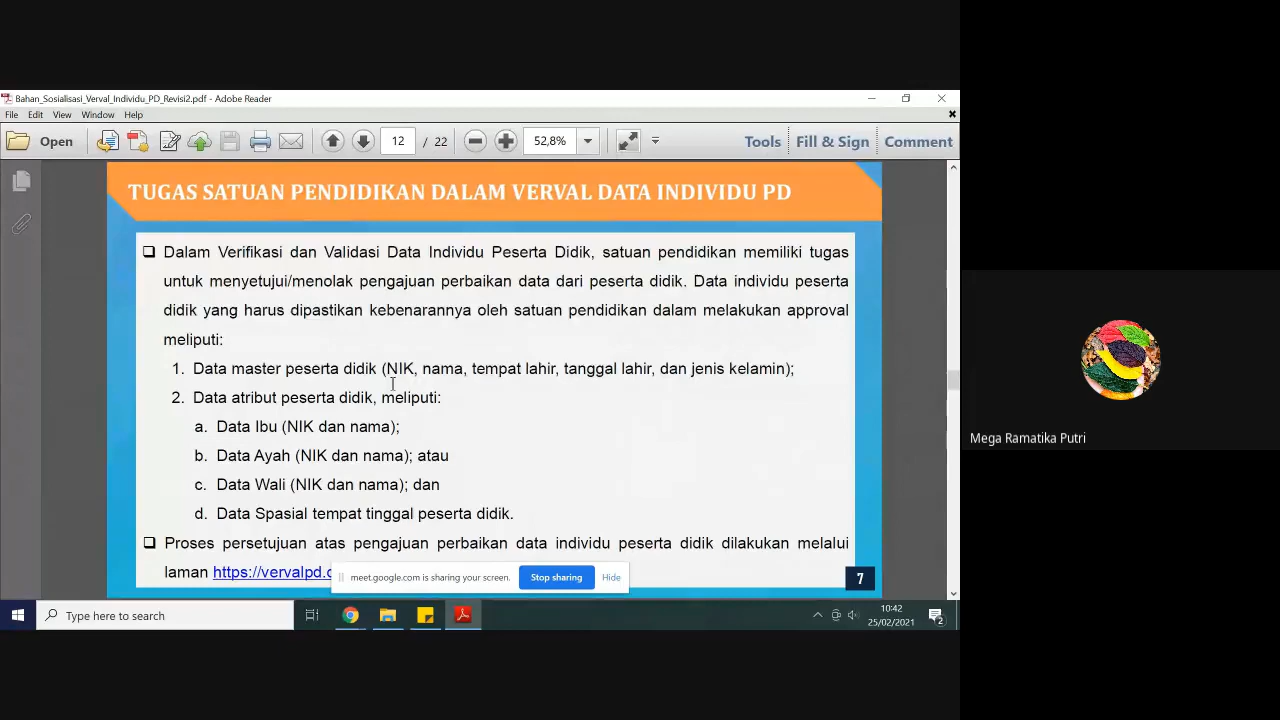 Bahan_Sosialisasi_Verval_Individu_PD_Revisi2.pdf - Adobe Reader
File Edit View Window Help
Open 12 / 22 52,8% Tools Fill & Sign Comment
TUGAS SATUAN PENDIDIKAN DALAM VERVAL DATA INDIVIDU PD
Dalam Verifikasi dan Validasi Data Individu Peserta Didik, satuan pendidikan memiliki tugas
untuk menyetujui/menolak pengajuan perbaikan data dari peserta didik. Data individu peserta
didik yang harus dipastikan kebenarannya oleh satuan pendidikan dalam melakukan approval
meliputi:
1. Data master peserta didik (NIK, nama, tempat lahir, tanggal lahir, dan jenis kelamin);
2. Data atribut peserta didik, meliputi:
a. Data Ibu (NIK dan nama);
b. Data Ayah (NIK dan nama); atau
c. Data Wali (NIK dan nama); dan
d. Data Spasial tempat tinggal peserta didik.
Proses persetujuan atas pengajuan perbaikan data individu peserta didik dilakukan melalui
laman https://vervalpd.
7
meet.google.com is sharing your screen. Stop sharing Hide
Type here to search
10:42
25/02/2021
2
Mega Ramatika Putri